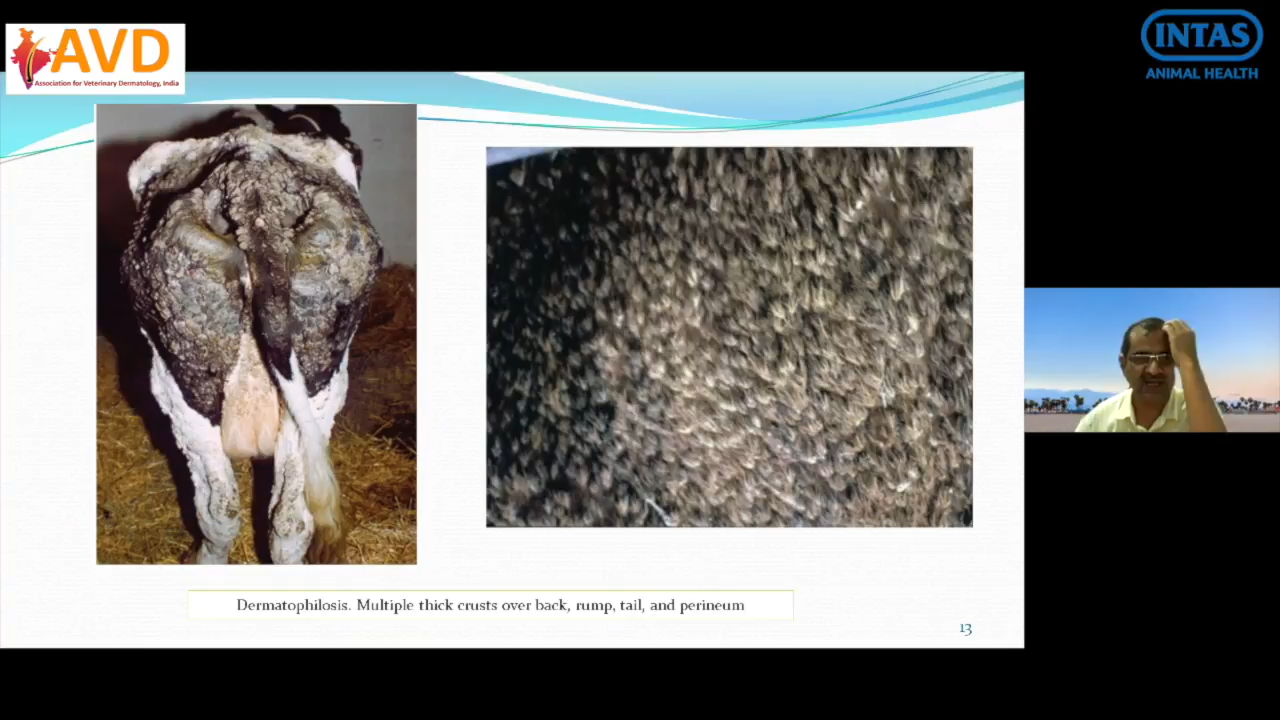 AVD
Association for Veterinary Dermatology, India
INTAS
ANIMAL HEALTH
Dermatophilosis. Multiple thick crusts over back, rump, tail, and perineum
13